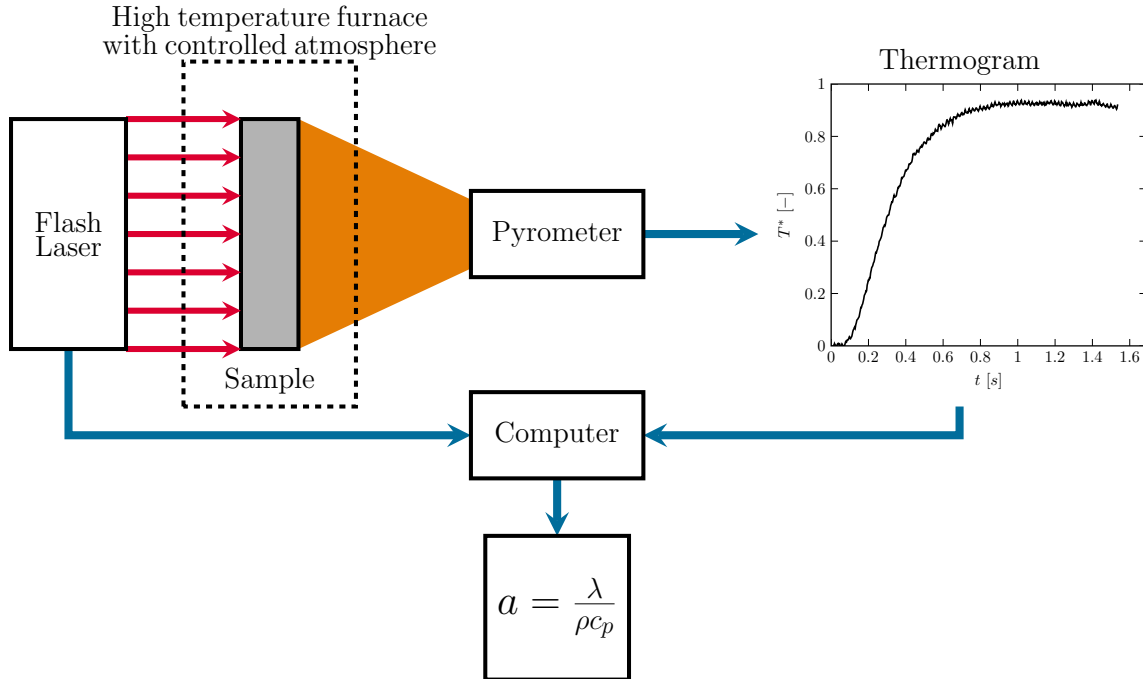 High temperature furnace
with controlled atmosphere
Flash
Laser
Sample
Pyrometer
Thermogram
1
0.8
0.6
0.4
0.2
0
T* [−]
0 0.2 0.4 0.6 0.8 1 1.2 1.4 1.6
t [s]
Computer
a = λ / ρc_p